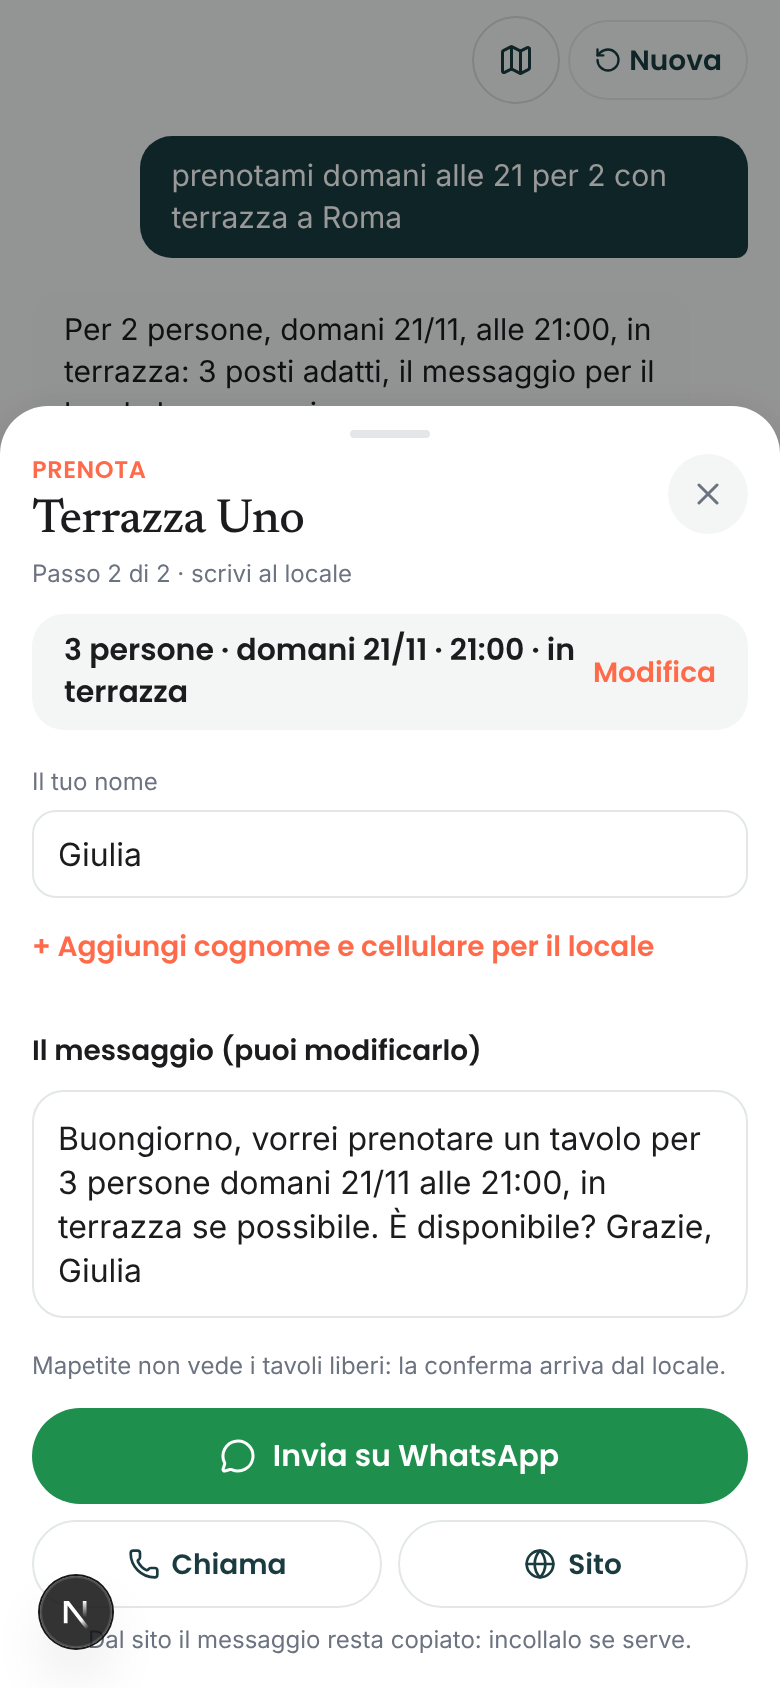 Nuova
prenotami domani alle 21 per 2 con
terrazza a Roma
Per 2 persone, domani 21/11, alle 21:00, in
terrazza: 3 posti adatti, il messaggio per il
PRENOTA
Terrazza Uno
Passo 2 di 2 · scrivi al locale
3 persone · domani 21/11 · 21:00 · in
terrazza
Modifica
Il tuo nome
Giulia
+ Aggiungi cognome e cellulare per il locale
Il messaggio (puoi modificarlo)
Buongiorno, vorrei prenotare un tavolo per
3 persone domani 21/11 alle 21:00, in
terrazza se possibile. È disponibile? Grazie,
Giulia
Mapetite non vede i tavoli liberi: la conferma arriva dal locale.
Invia su WhatsApp
Chiama
Sito
N
Dal sito il messaggio resta copiato: incollalo se serve.